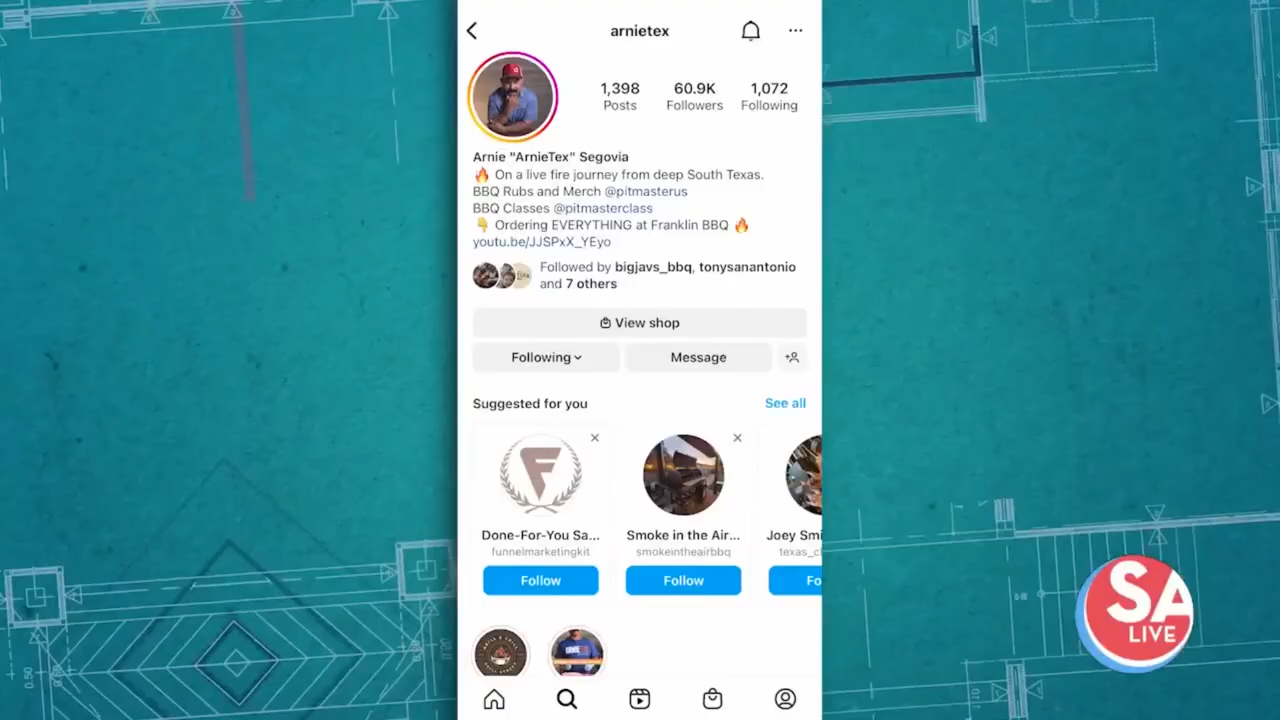 arnietex
1,398
Posts
60.9K
Followers
1,072
Following
Arnie "ArnieTex" Segovia
🔥 On a live fire journey from deep South Texas.
BBQ Rubs and Merch @pitmasterus
BBQ Classes @pitmasterclass
👇 Ordering EVERYTHING at Franklin BBQ 🔥
youtu.be/JJSPxX_YEyo
Followed by bigjavs_bbq, tonysanantonio
and 7 others
View shop
Following
Message
Suggested for you
See all
F
Done-For-You Sa...
funnelmarketingkit
Follow
Smoke in the Air...
smokeintheairbbq
Follow
Joey Smi
texas_c
Fo
SA
LIVE
0.50